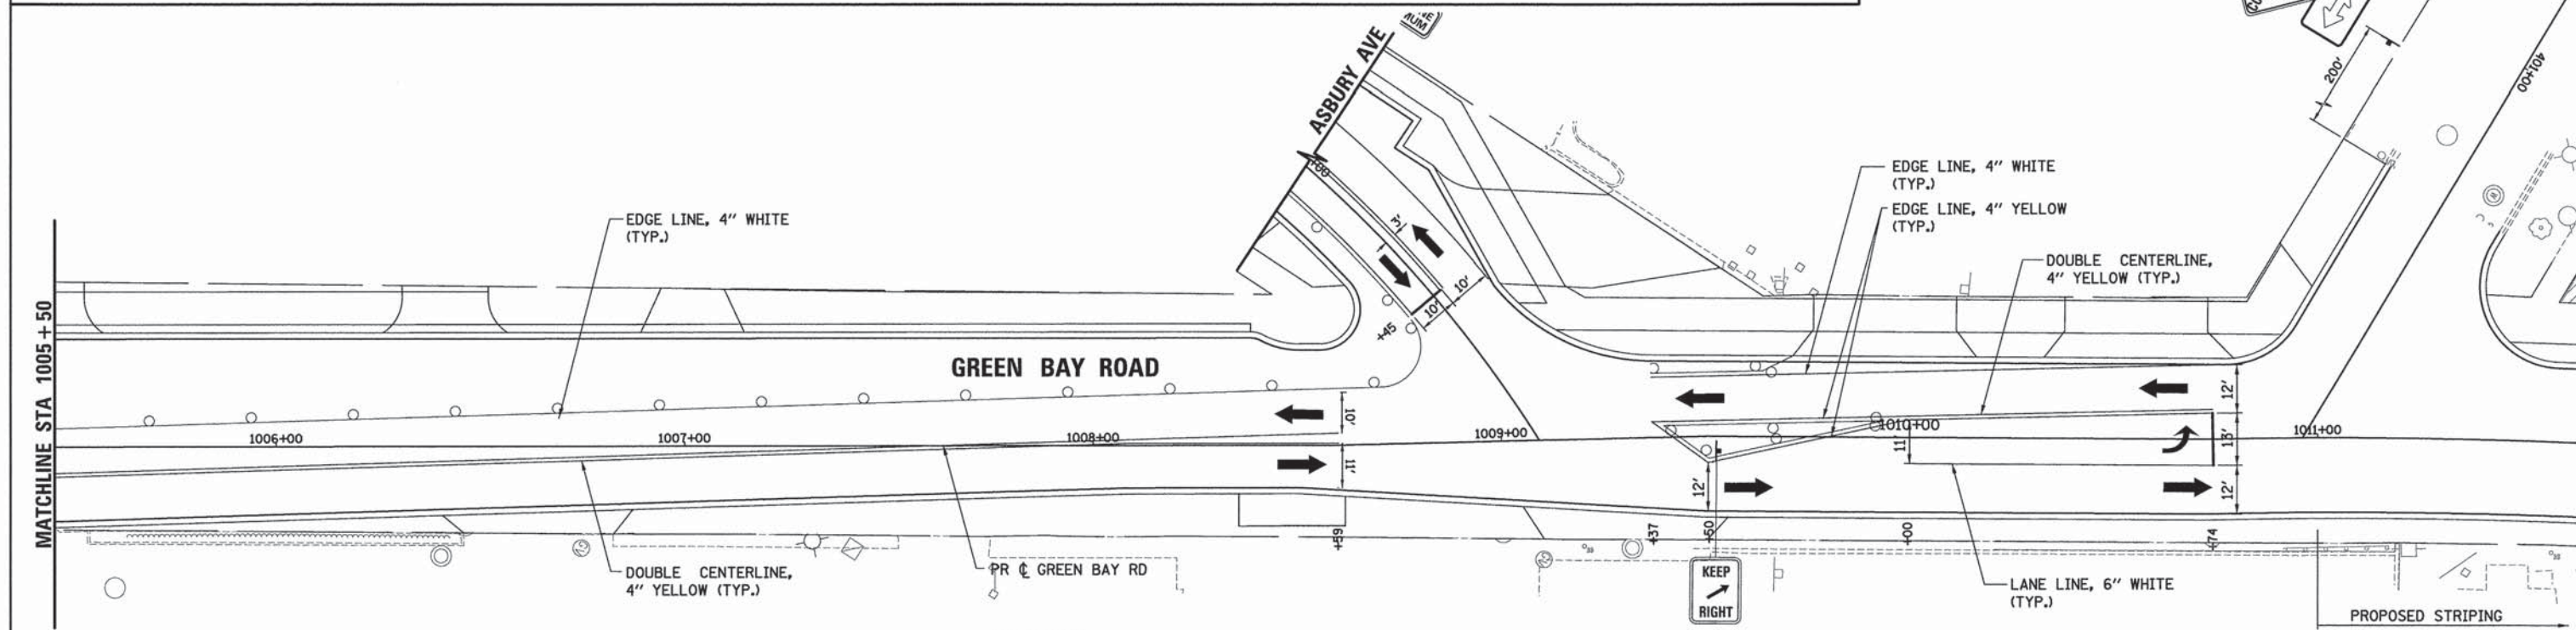 MATCHLINE STA 1005+50
EDGE LINE, 4" WHITE
(TYP.)
ASBURY AVE
+80
3'
10'
10'
+45
GREEN BAY ROAD
EDGE LINE, 4" WHITE
(TYP.)
EDGE LINE, 4" YELLOW
(TYP.)
DOUBLE CENTERLINE,
4" YELLOW (TYP.)
200'
401+00
1006+00
1007+00
1008+00
1009+00
1010+00
1011+00
10'
11'
12'
11'
12'
13'
12'
+59
+37
+50
+00
+74
DOUBLE CENTERLINE,
4" YELLOW (TYP.)
PR ℄ GREEN BAY RD
KEEP
RIGHT
LANE LINE, 6" WHITE
(TYP.)
PROPOSED STRIPING